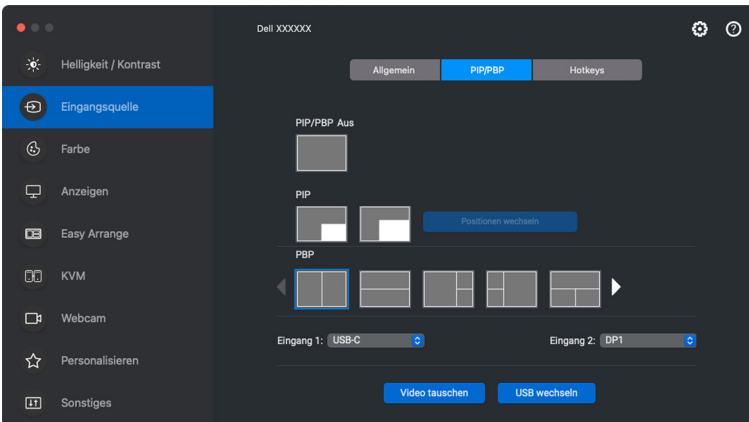 Dell XXXXXX
Helligkeit / Kontrast
Eingangsquelle
Farbe
Anzeigen
Easy Arrange
KVM
Webcam
Personalisieren
Sonstiges
Allgemein PIP/PBP Hotkeys
PIP/PBP Aus
PIP
Positionen wechseln
PBP
Eingang 1: USB-C Eingang 2: DP1
Video tauschen USB wechseln